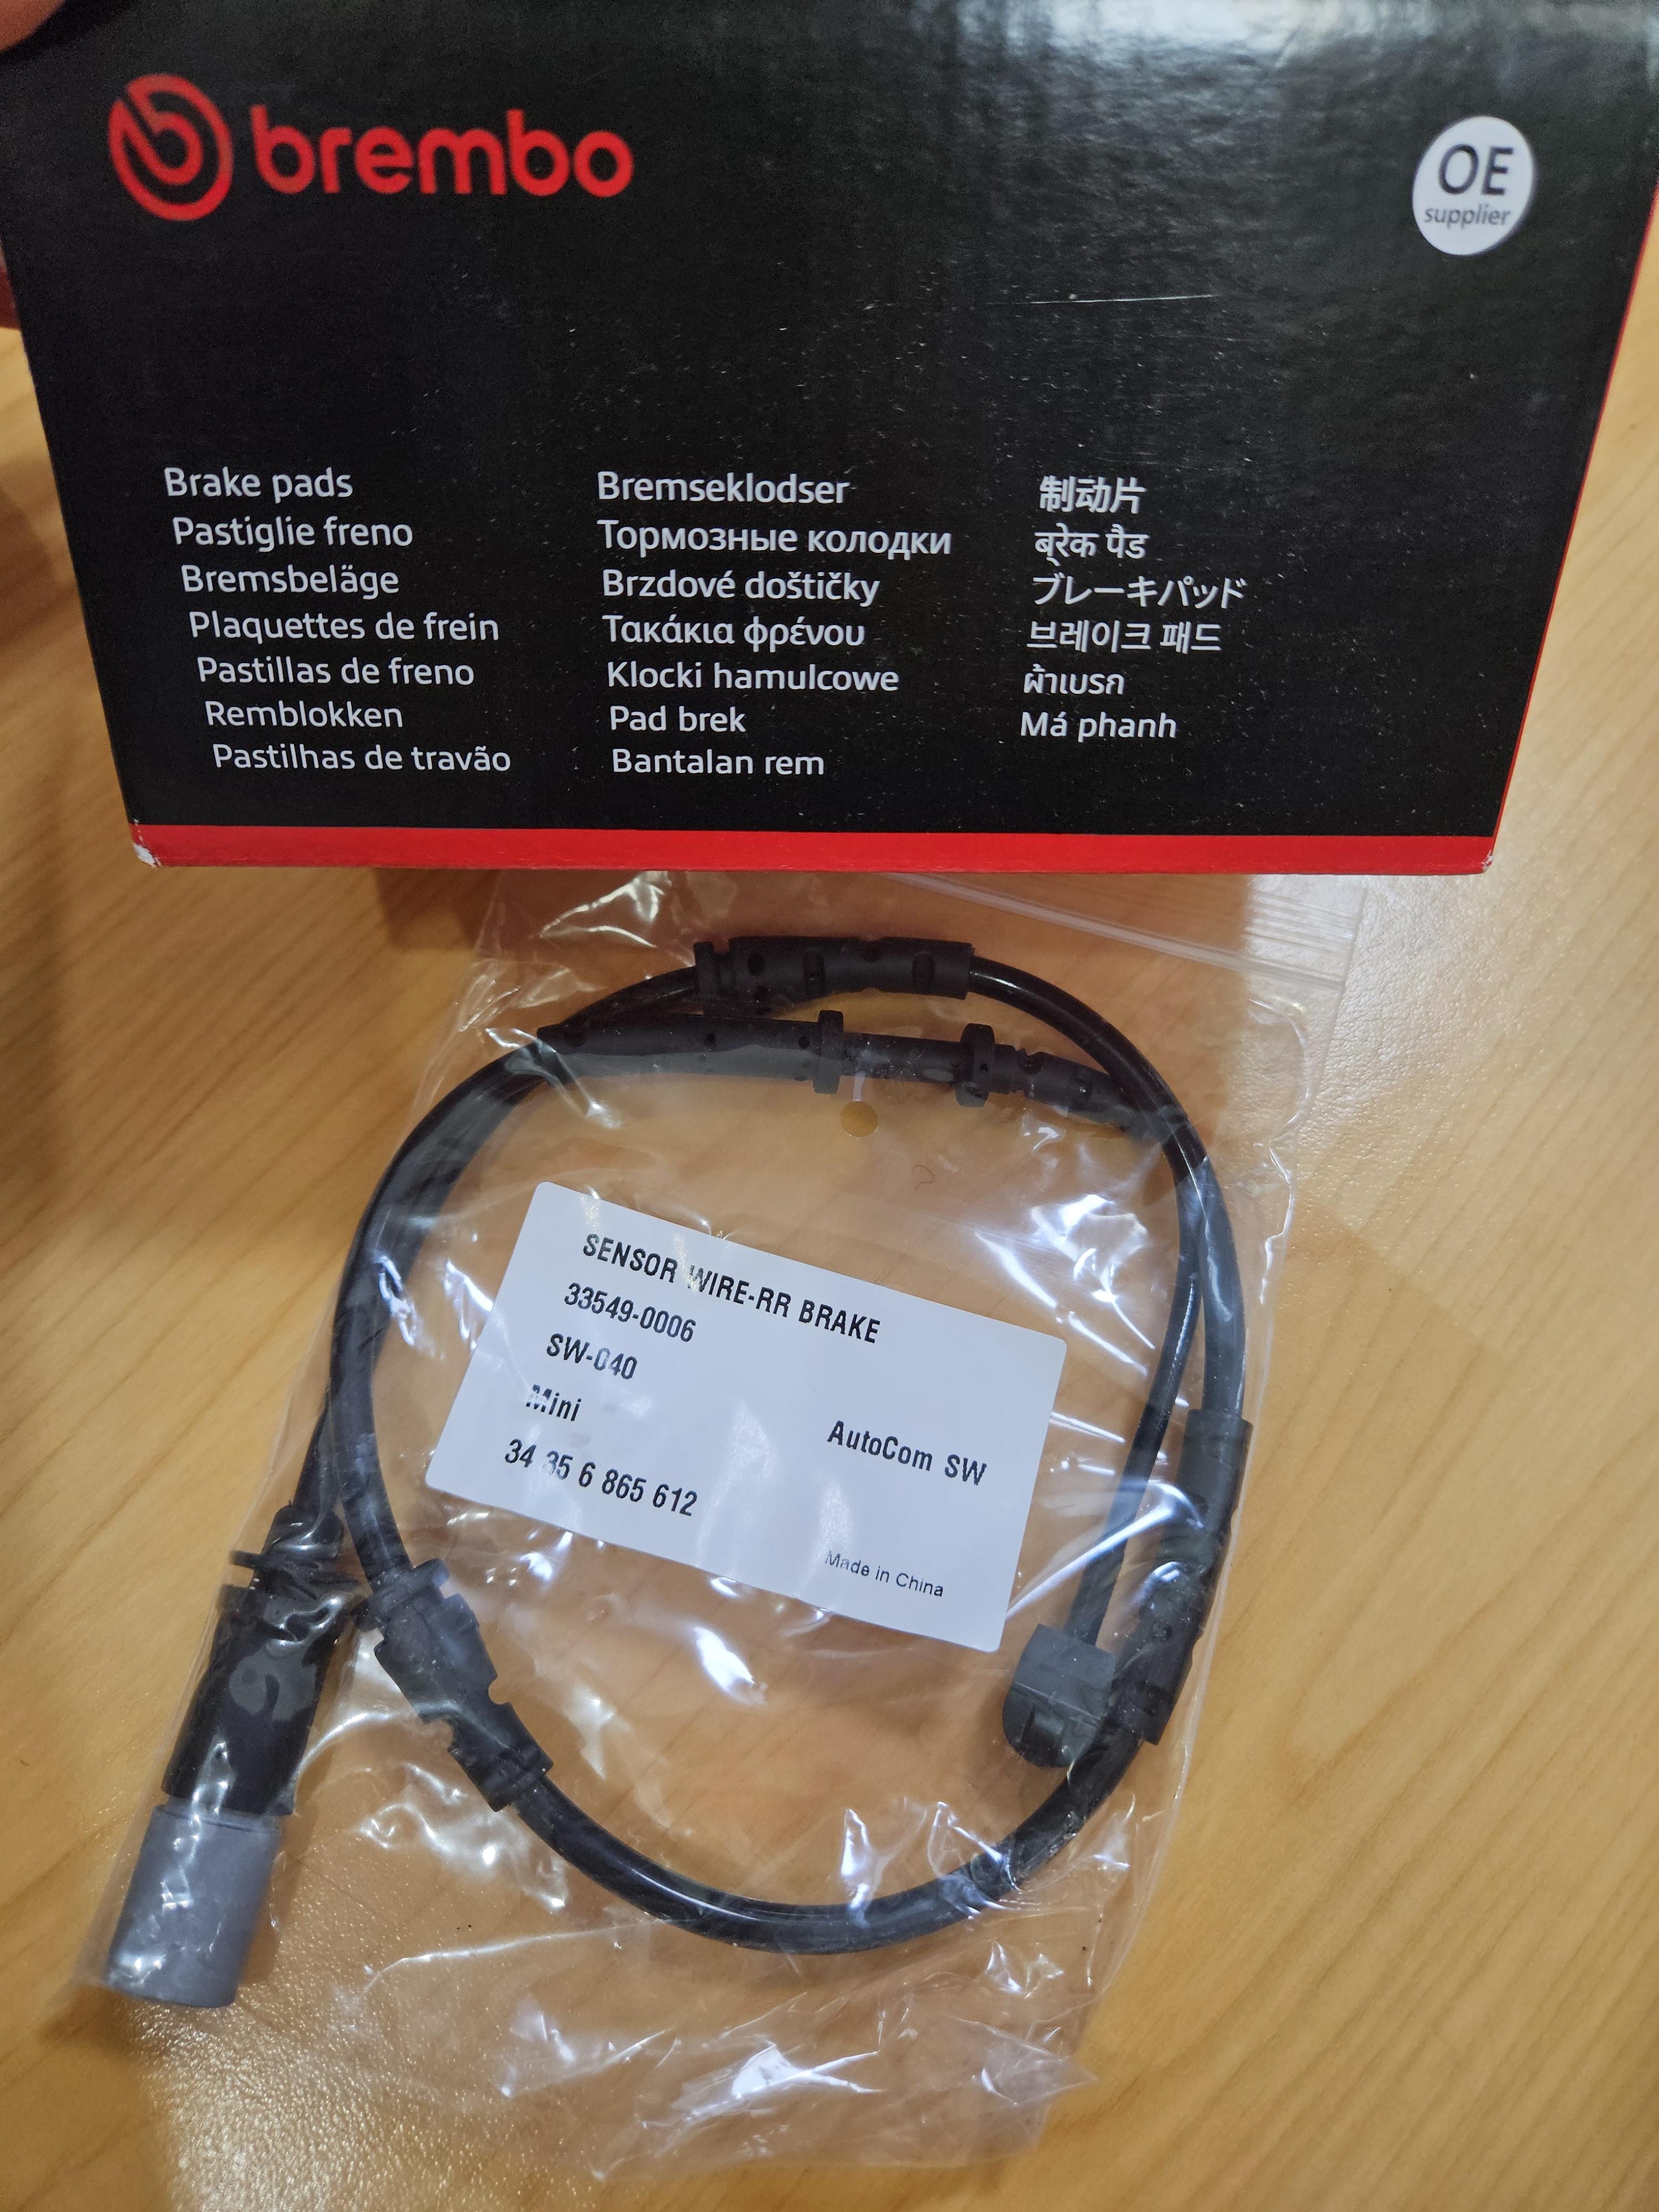 brembo
OE
supplier
Brake pads
Pastiglie freno
Bremsbeläge
Plaquettes de frein
Pastillas de freno
Remblokken
Pastilhas de travão
Bremseklodser
Тормозные колодки
Brzdové doštičky
Τακάκια φρένου
Klocki hamulcowe
Pad brek
Bantalan rem
制动片
ब्रेक पैड
ブレーキパッド
브레이크 패드
ผ้าเบรก
Má phanh
SENSOR WIRE-RR BRAKE
33549-0006
SW-040
Mini
AutoCom SW
34 35 6 865 612
Made in China